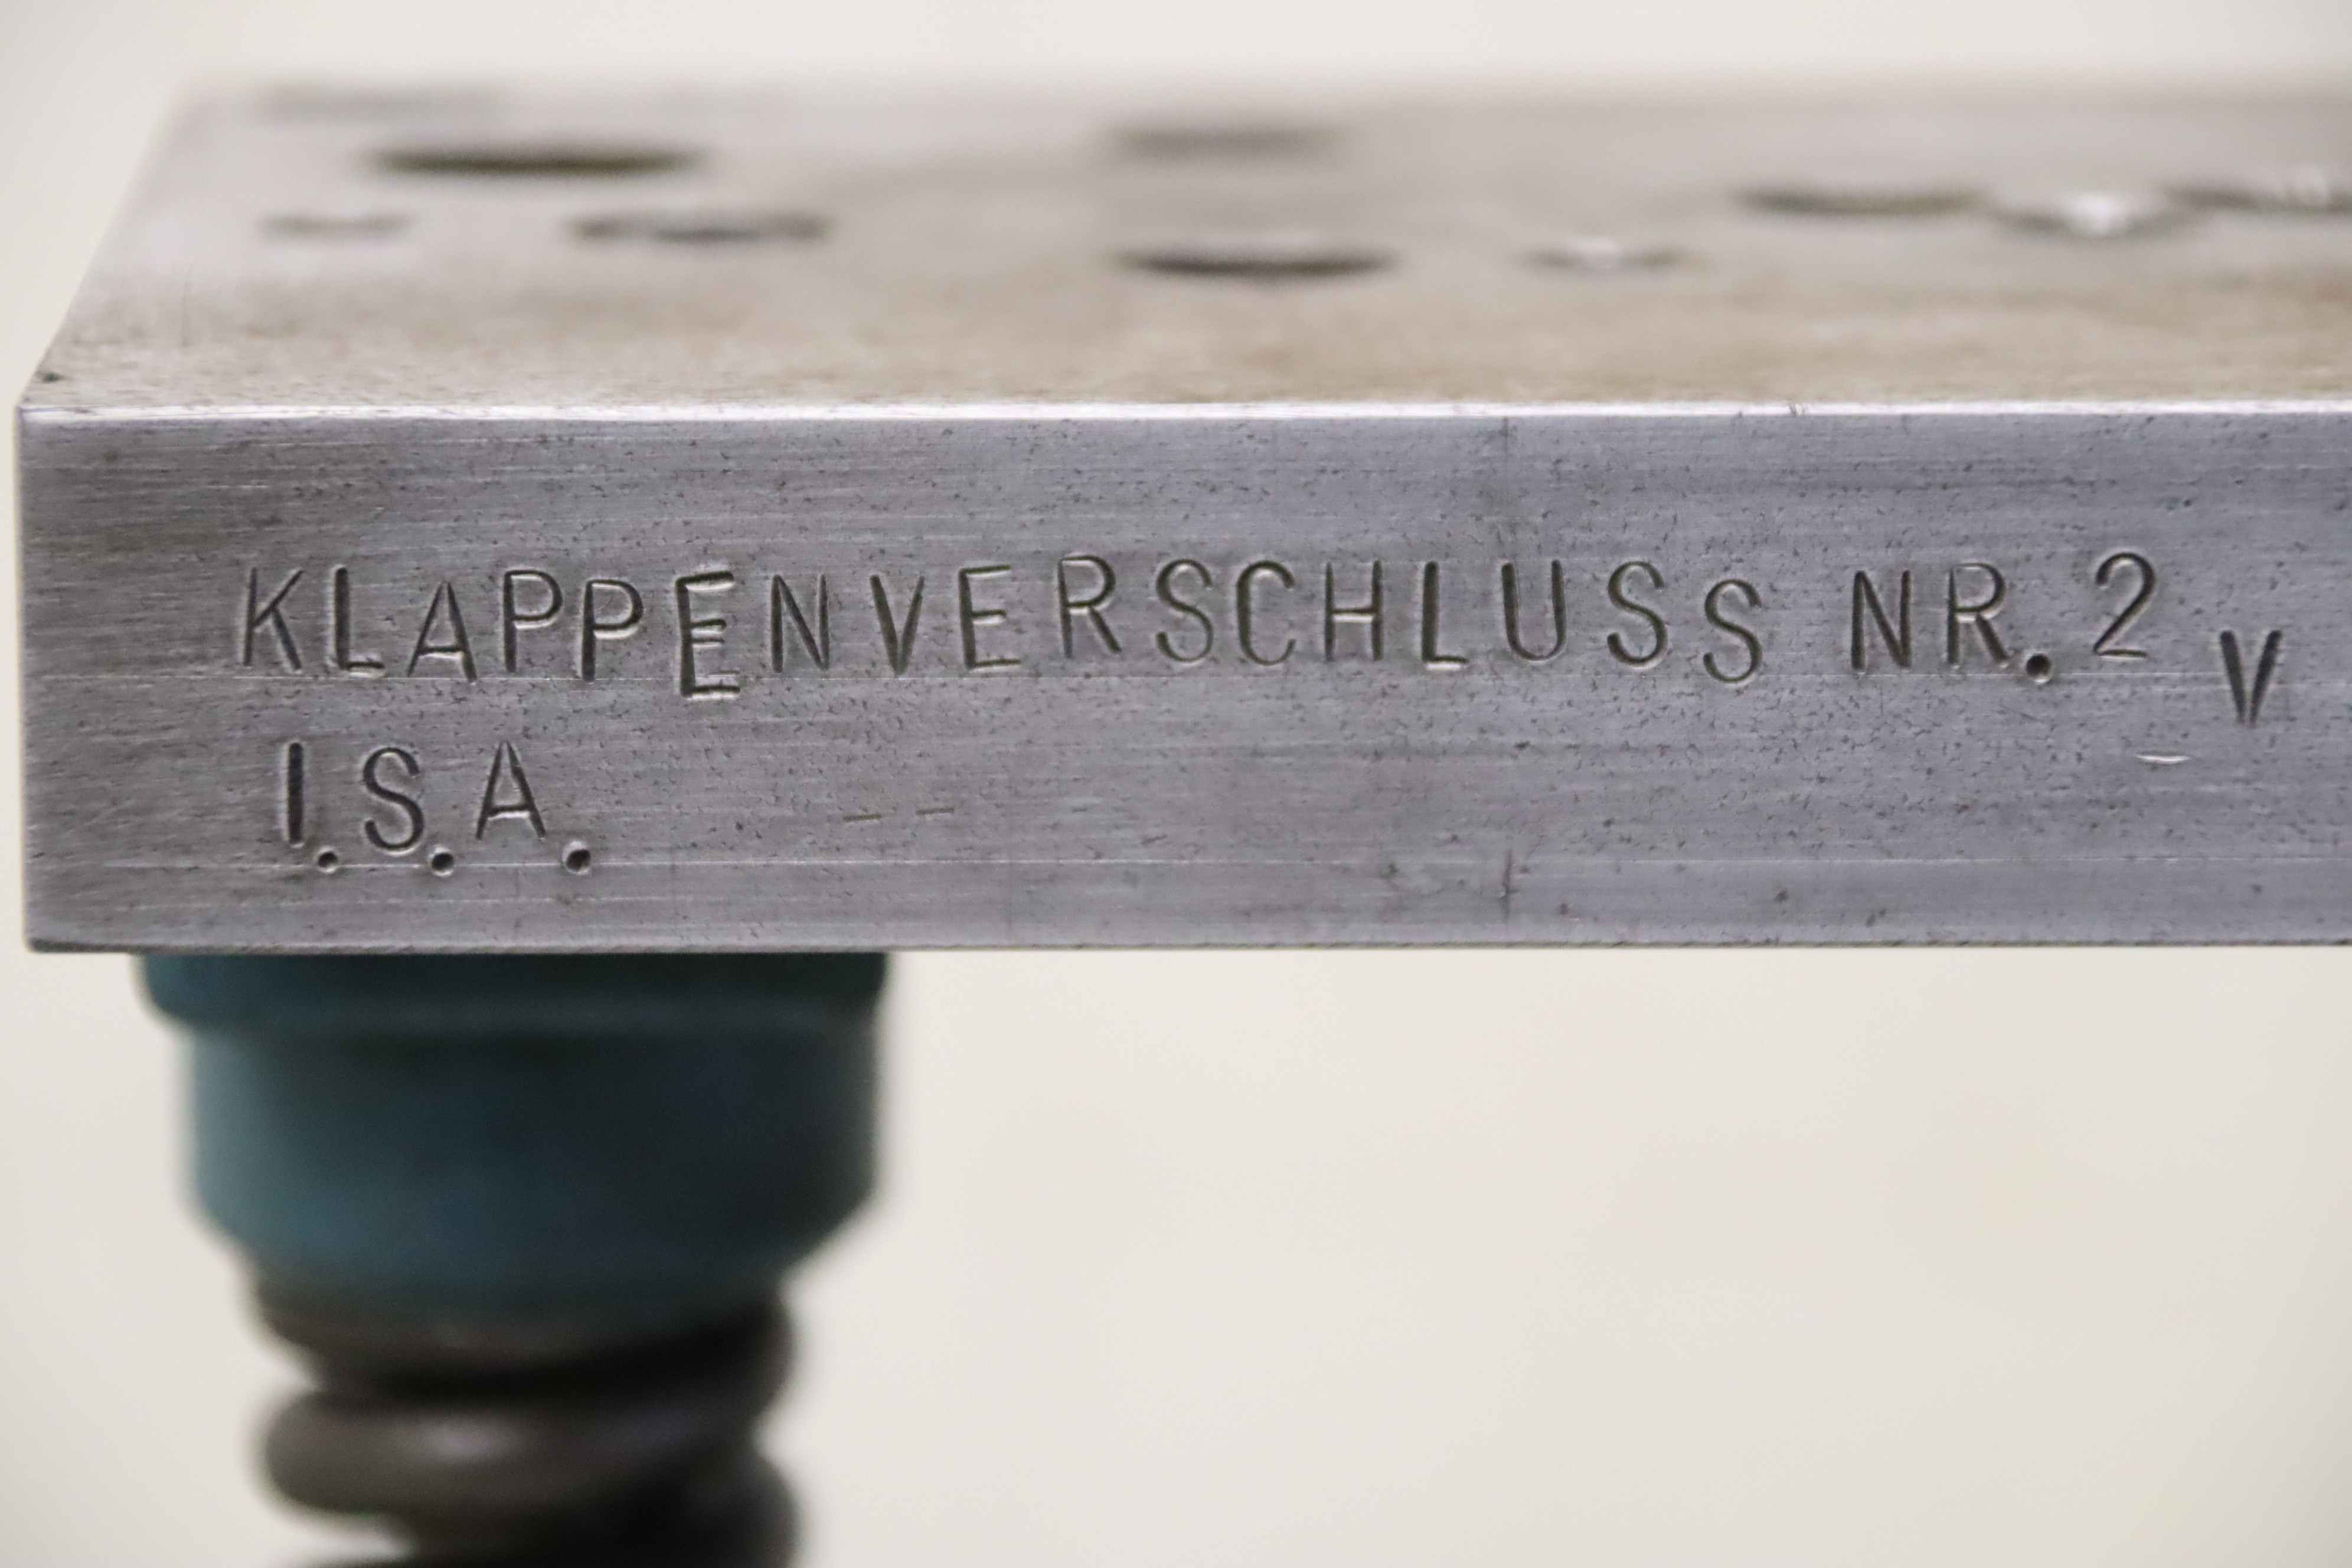 KLAPPENVERSCHLUSS NR. 2 V
I.S.A.